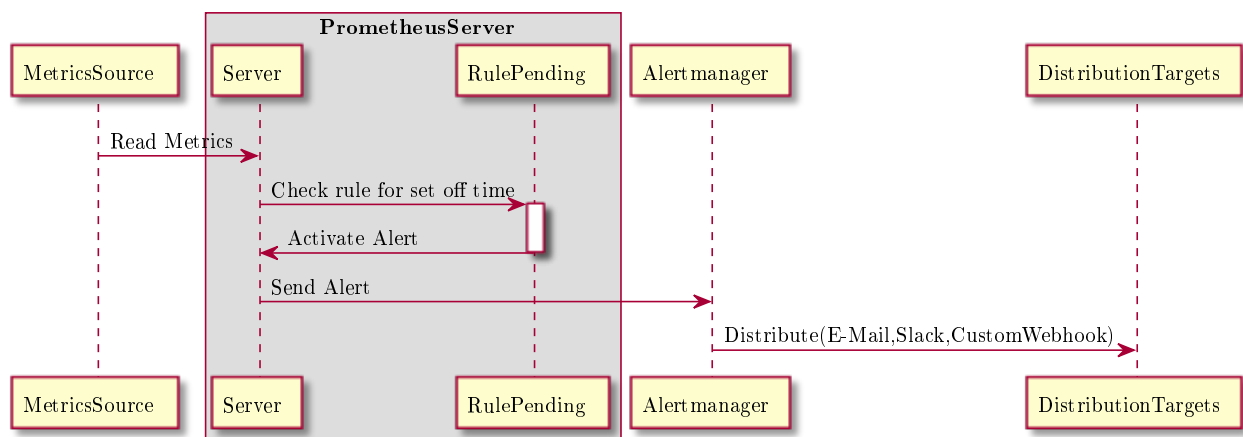 PrometheusServer
MetricsSource Server RulePending Alertmanager DistributionTargets
Read Metrics
Check rule for set off time
Activate Alert
Send Alert
Distribute(E-Mail,Slack,CustomWebhook)
MetricsSource Server RulePending Alertmanager DistributionTargets